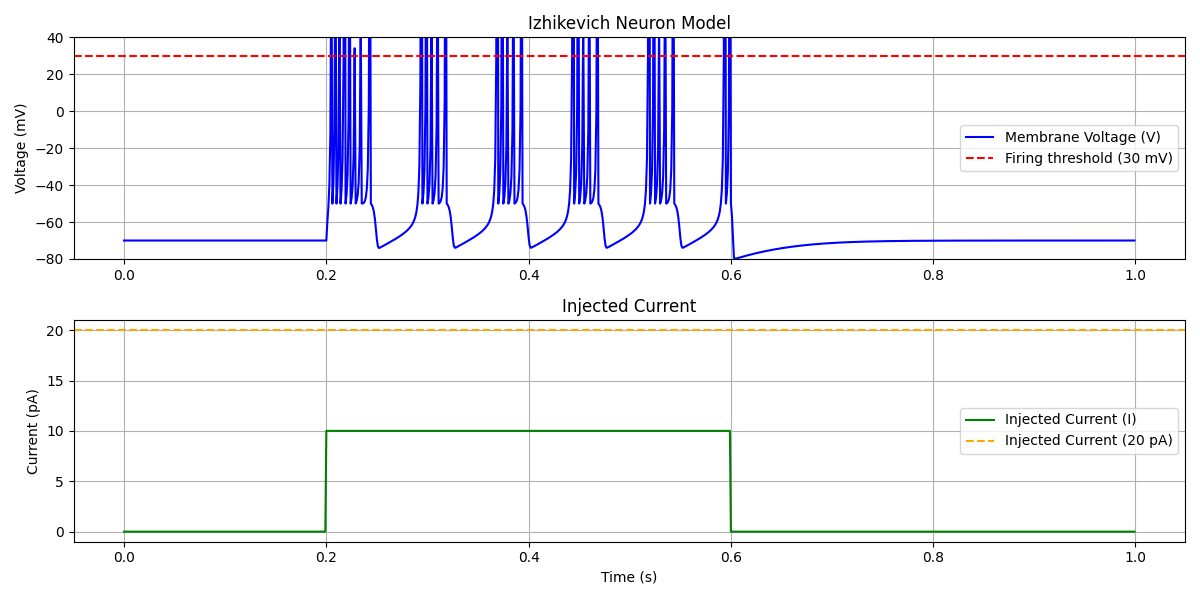 Izhikevich Neuron Model
Voltage (mV)
40
20
0
−20
−40
−60
−80
Membrane Voltage (V)
Firing threshold (30 mV)
0.0 0.2 0.4 0.6 0.8 1.0
Injected Current
Current (pA)
20
15
10
5
0
Injected Current (I)
Injected Current (20 pA)
0.0 0.2 0.4 0.6 0.8 1.0
Time (s)